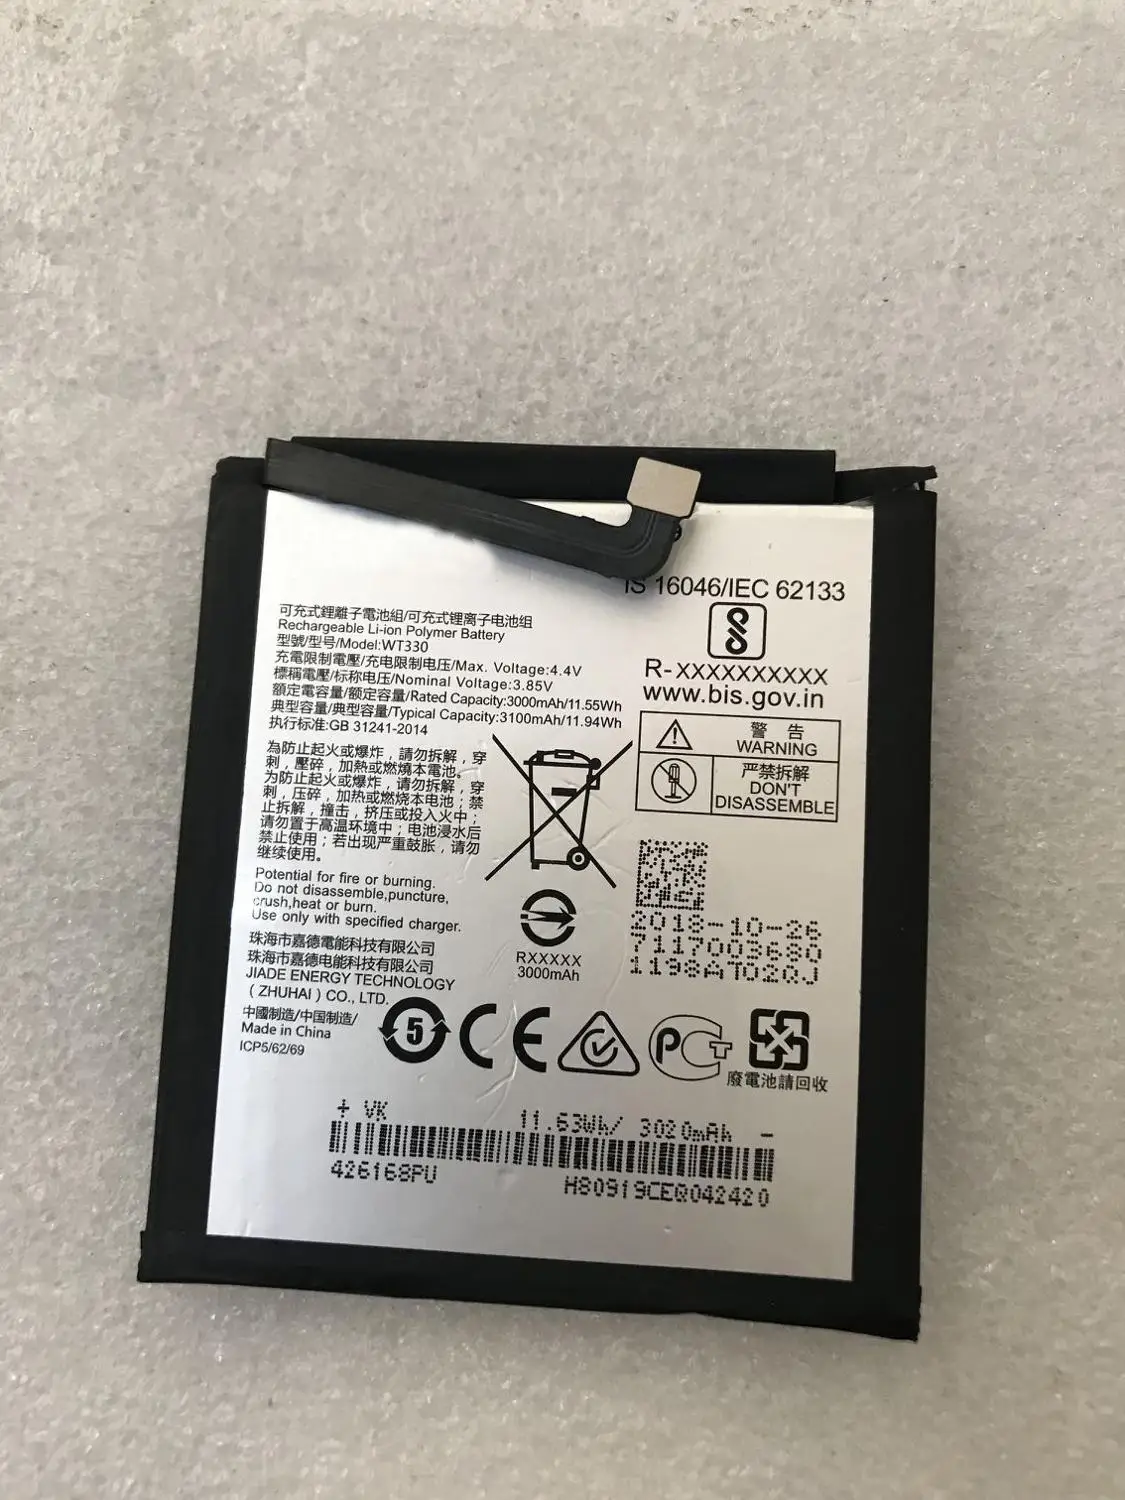 IS 16046/IEC 62133
R-XXXXXXXXXX
www.bis.gov.in
可充式鋰離子電池組/可充式锂离子电池组
Rechargeable Li-ion Polymer Battery
型號/型号/Model:WT330
充電限制電壓/充电限制电压/Max. Voltage:4.4V
標稱電壓/标称电压/Nominal Voltage:3.85V
額定電容量/额定容量/Rated Capacity:3000mAh/11.55Wh
典型容量/典型容量/Typical Capacity:3100mAh/11.94Wh
执行标准:GB 31241-2014
警 告
WARNING
严禁拆解
DON'T
DISASSEMBLE
為防止起火或爆炸，請勿拆解，穿
刺，壓碎，加熱或燃燒本電池。
为防止起火或爆炸，请勿拆解，穿
刺，压碎，加热或燃烧本电池；禁
止拆解，撞击，挤压或投入火中；
请勿置于高温环境中；电池浸水后
禁止使用；若出现严重鼓胀，请勿
继续使用。
Potential for fire or burning.
Do not disassemble,puncture,
crush,heat or burn.
Use only with specified charger.
RXXXXX
3000mAh
2018-10-26
7117003680
1198AT02QJ
珠海市嘉德電能科技有限公司
珠海市嘉德电能科技有限公司
JIADE ENERGY TECHNOLOGY
(ZHUHAI) CO., LTD.
中國制造/中国制造/
Made in China
ICP5/62/69
5
CE
PCT
廢電池請回收
+ VK 11.63Wh/ 3020mAh -
426168PU H80919CEQ042420